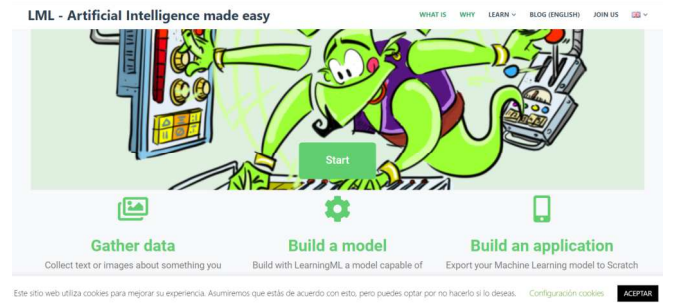 LML - Artificial Intelligence made easy
WHAT IS WHY LEARN BLOG (ENGLISH) JOIN US
Start
Gather data
Collect text or images about something you
Build a model
Build with LearningML a model capable of
Build an application
Export your Machine Learning model to Scratch
Este sitio web utiliza cookies para mejorar su experiencia. Asumiremos que estás de acuerdo con esto, pero puedes optar por no hacerlo si lo deseas. Configuración cookies ACEPTAR